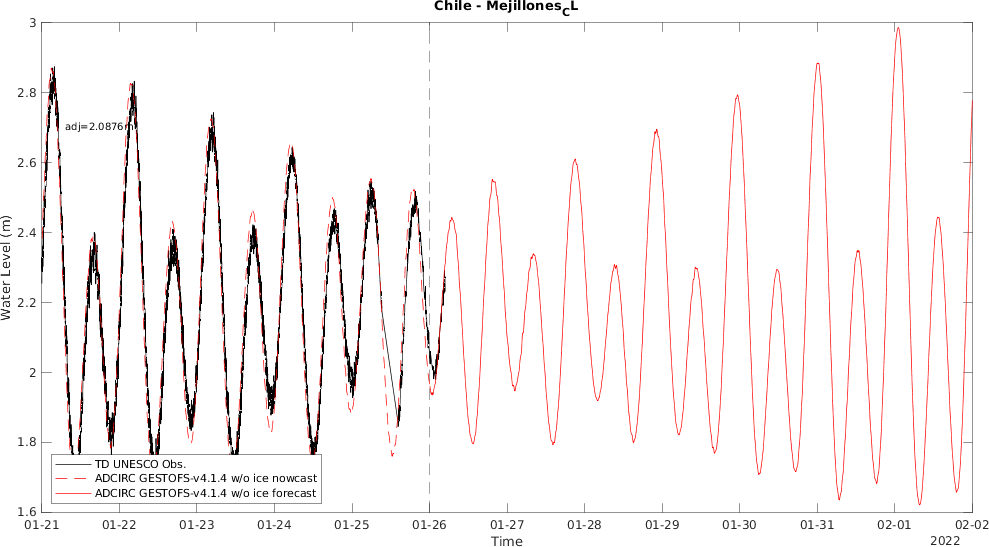 Chile - Mejillones_CL
3
2.8
2.6
2.4
2.2
2
1.8
1.6
Water Level (m)
adj=2.0876m
TD UNESCO Obs.
ADCIRC GESTOFS-v4.1.4 w/o ice nowcast
ADCIRC GESTOFS-v4.1.4 w/o ice forecast
01-21 01-22 01-23 01-24 01-25 01-26 01-27 01-28 01-29 01-30 01-31 02-01 02-02
Time
2022